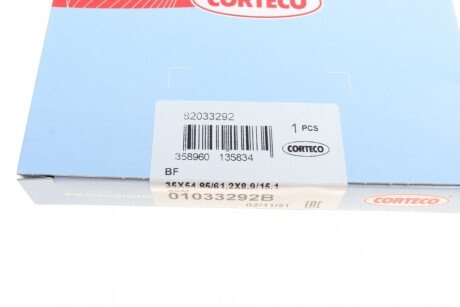 CORTECO
82033292
1 PCS
358960 135834
CORTECO
BF
35X54,85/61,2X8,9/15,1
01033292B
02/11/21 EAC
CORTECO